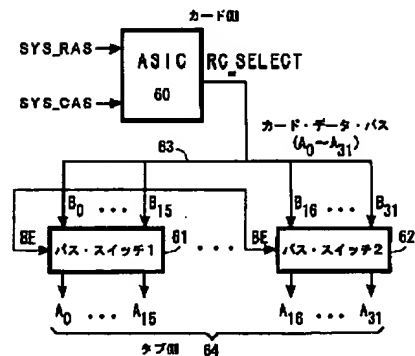 カード側
SYS_RAS
SYS_CAS
ASIC
60
RC_SELECT
カード・データ・バス
(A0~A31)
63
B0 ... B15
B16 ... B31
BE
バス・スイッチ1
61
...
BE
バス・スイッチ2
62
A0 ... A15
A16 ... A31
タブ側 64